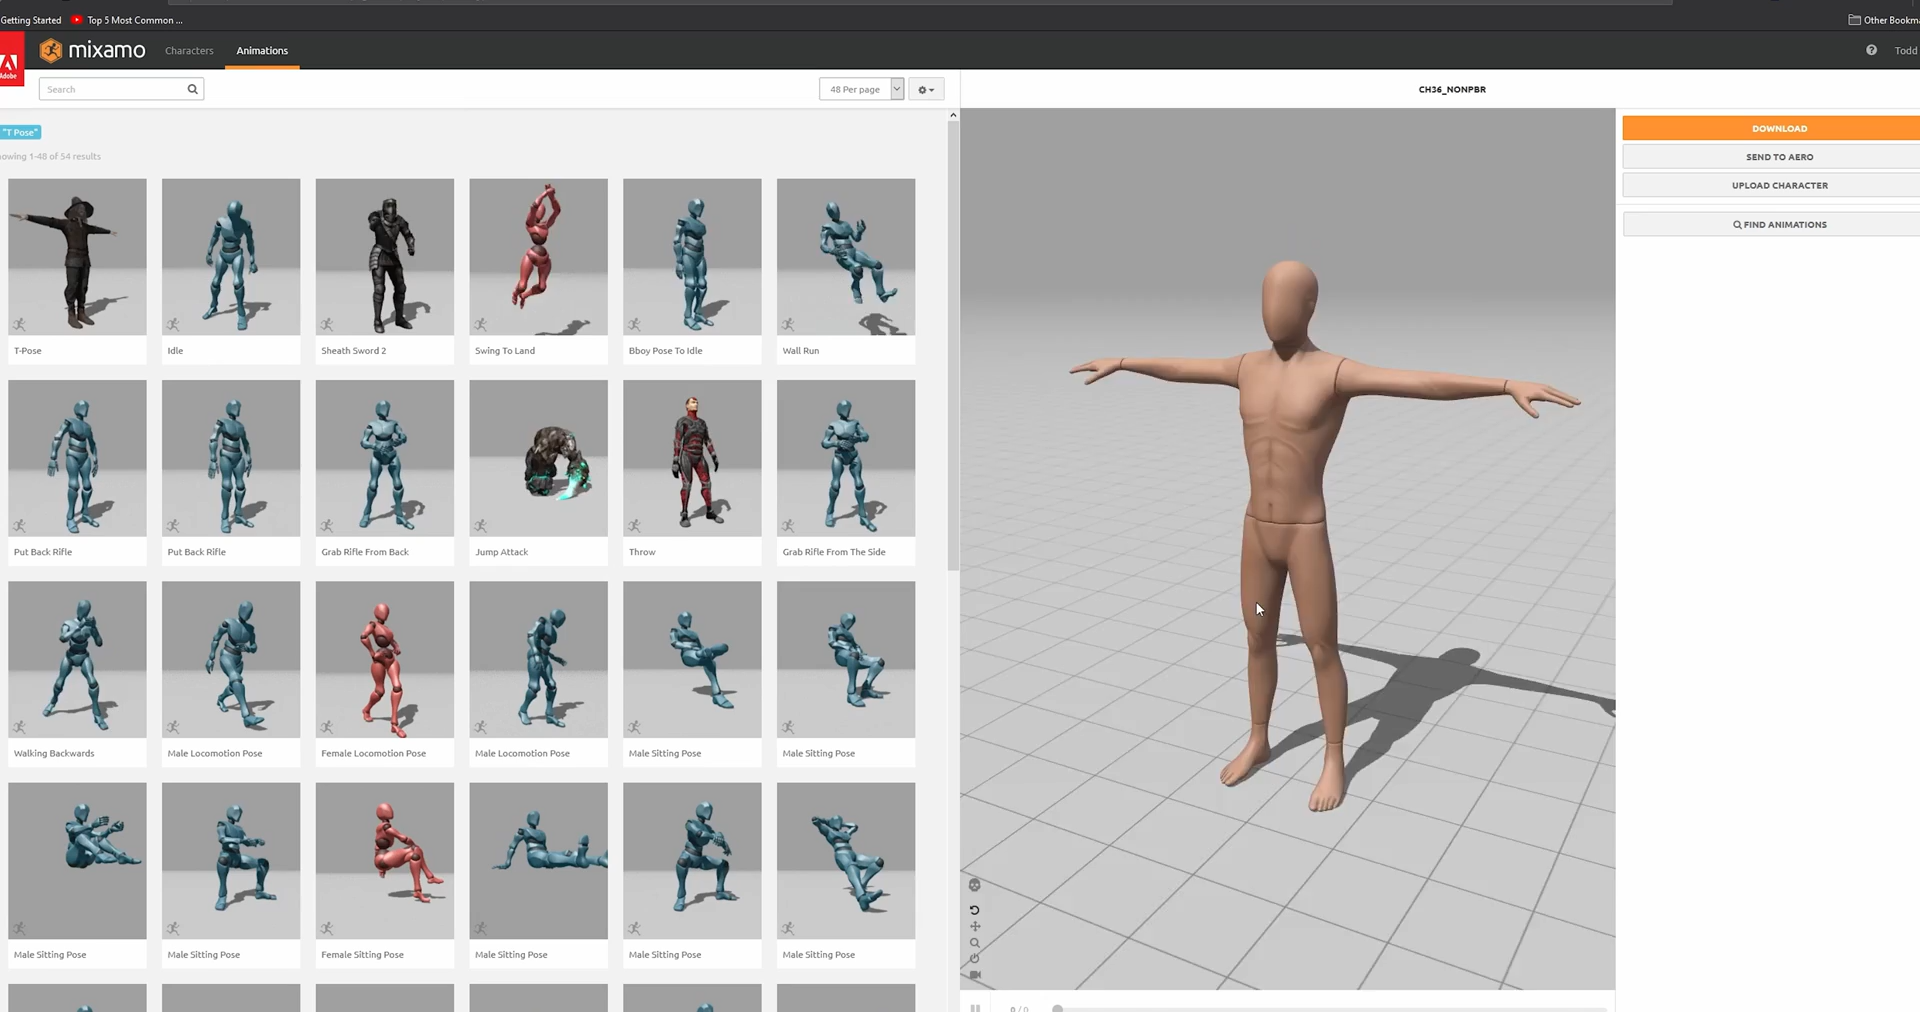 Getting Started
Top 5 Most Common ...
Other Bookma
Adobe
mixamo
Characters
Animations
Todd
Search
48 Per page
CH36_NONPBR
"T Pose"
owing 1-48 of 54 results
DOWNLOAD
SEND TO AERO
UPLOAD CHARACTER
FIND ANIMATIONS
T-Pose
Idle
Sheath Sword 2
Swing To Land
Bboy Pose To Idle
Wall Run
Put Back Rifle
Put Back Rifle
Grab Rifle From Back
Jump Attack
Throw
Grab Rifle From The Side
Walking Backwards
Male Locomotion Pose
Female Locomotion Pose
Male Locomotion Pose
Male Sitting Pose
Male Sitting Pose
Male Sitting Pose
Male Sitting Pose
Female Sitting Pose
Male Sitting Pose
Male Sitting Pose
Male Sitting Pose
0 / 0